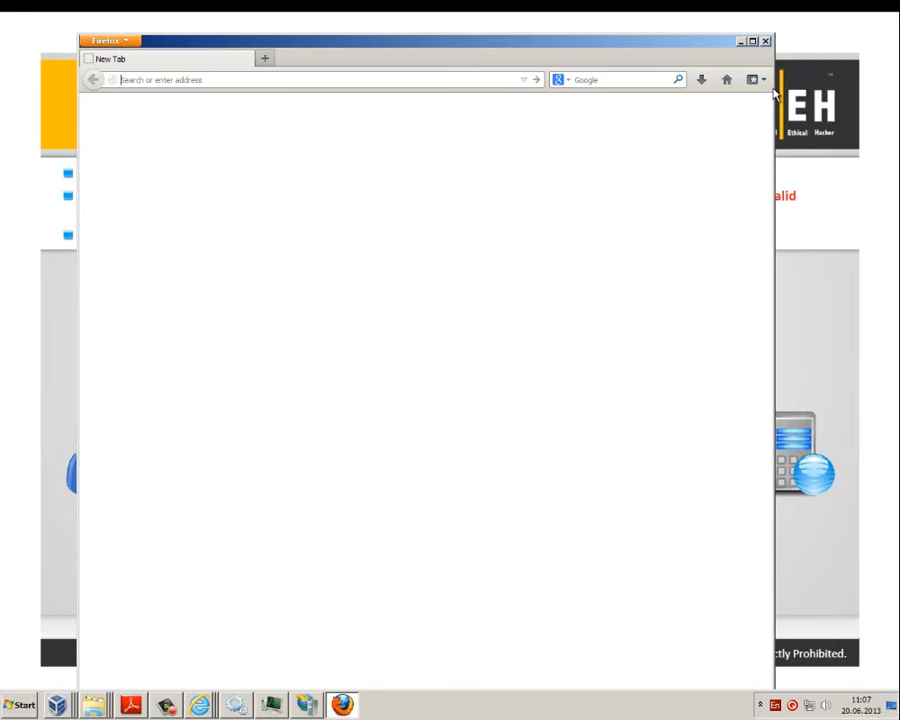 Firefox
New Tab
Search or enter address
Google
EH
Ethical Hacker
alid
ctly Prohibited.
Start
En
11:07
20.06.2013